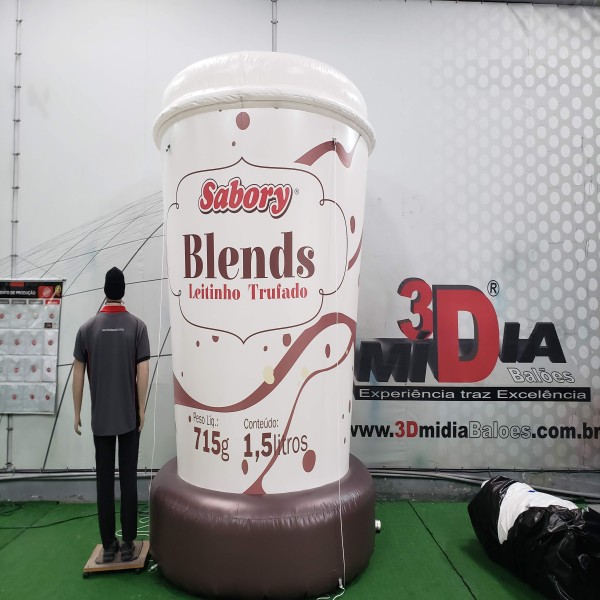 Sabory®
Blends
Leitinho Trufado
Peso Líq.:
715g
Conteúdo:
1,5litros
3D®
MÍDIA
Balões
Experiência traz Excelência
www.3DmidiaBaloes.com.br